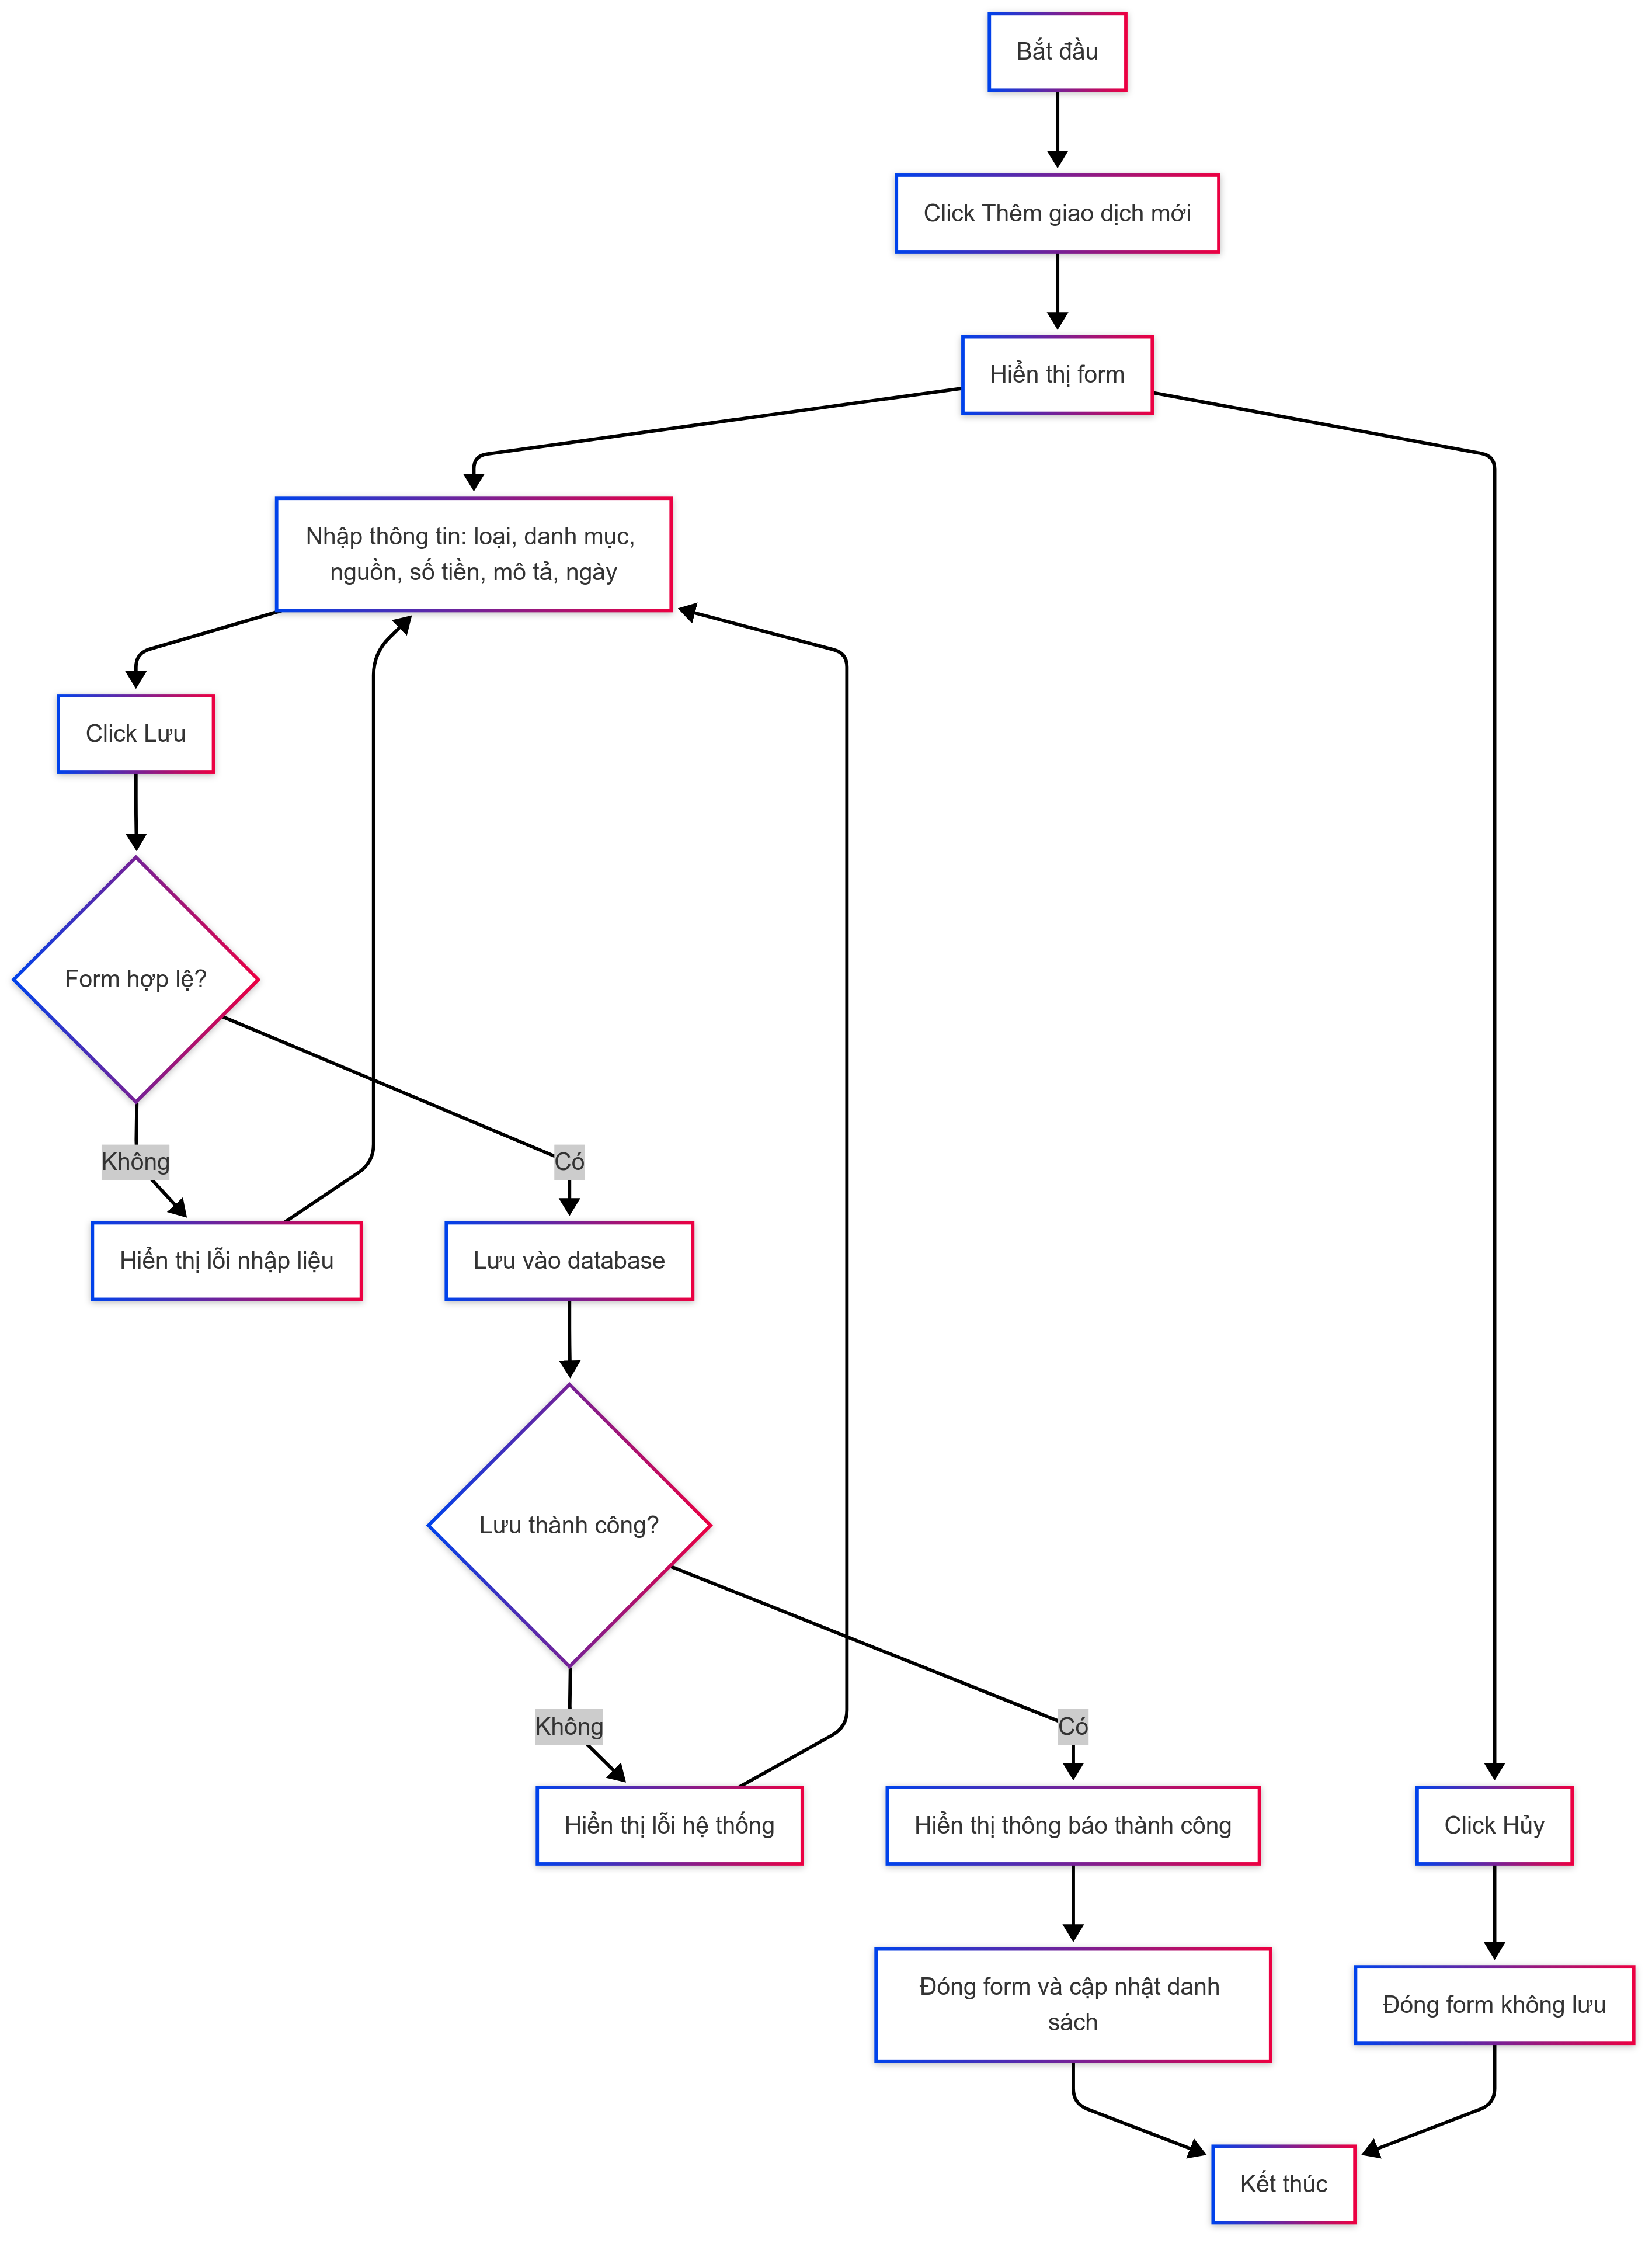 Bắt đầu
Click Thêm giao dịch mới
Hiển thị form
Nhập thông tin: loại, danh mục,
nguồn, số tiền, mô tả, ngày
Click Lưu
Form hợp lệ?
Không
Có
Hiển thị lỗi nhập liệu
Lưu vào database
Lưu thành công?
Không
Có
Hiển thị lỗi hệ thống
Hiển thị thông báo thành công
Click Hủy
Đóng form và cập nhật danh
sách
Đóng form không lưu
Kết thúc